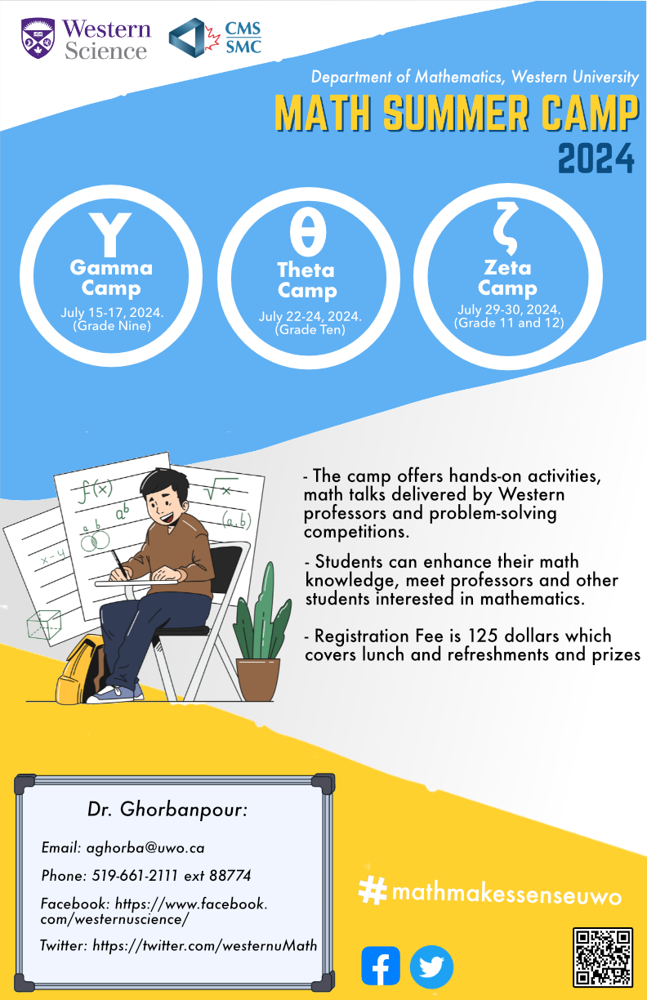 Western
Science
CMS
SMC
Department of Mathematics, Western University
MATH SUMMER CAMP
2024
Υ
Gamma
Camp
July 15-17, 2024.
(Grade Nine)
θ
Theta
Camp
July 22-24, 2024.
(Grade Ten)
ζ
Zeta
Camp
July 29-30, 2024.
(Grade 11 and 12)
f(x)
a^b
a b
√x
(a,b)
x-y
- The camp offers hands-on activities,
math talks delivered by Western
professors and problem-solving
competitions.
- Students can enhance their math
knowledge, meet professors and other
students interested in mathematics.
- Registration Fee is 125 dollars which
covers lunch and refreshments and prizes
Dr. Ghorbanpour:
Email: aghorba@uwo.ca
Phone: 519-661-2111 ext 88774
Facebook: https://www.facebook.
com/westernuscience/
Twitter: https://twitter.com/westernuMath
#mathmakessenseuwo